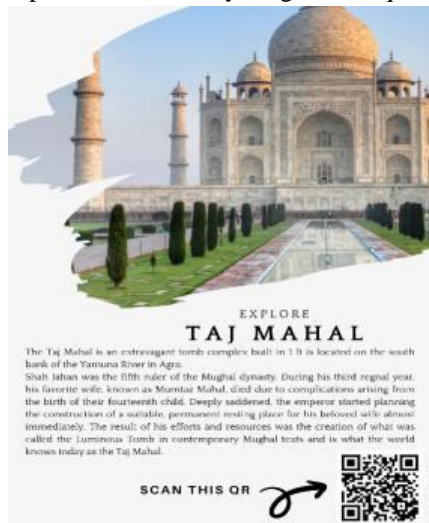 EXPLORE
TAJ MAHAL
The Taj Mahal is an extravagant tomb complex built in 1 It is located on the south
bank of the Yamuna River in Agra.
Shah Jahan was the fifth ruler of the Mughal dynasty. During his third regnal year,
his favorite wife, known as Mumtaz Mahal, died due to complications arising from
the birth of their fourteenth child. Deeply saddened, the emperor started planning
the construction of a suitable, permanent resting place for his beloved wife almost
immediately. The result of his efforts and resources was the creation of what was
called the Luminous Tomb in contemporary Mughal texts and is what the world
knows today as the Taj Mahal.
SCAN THIS QR